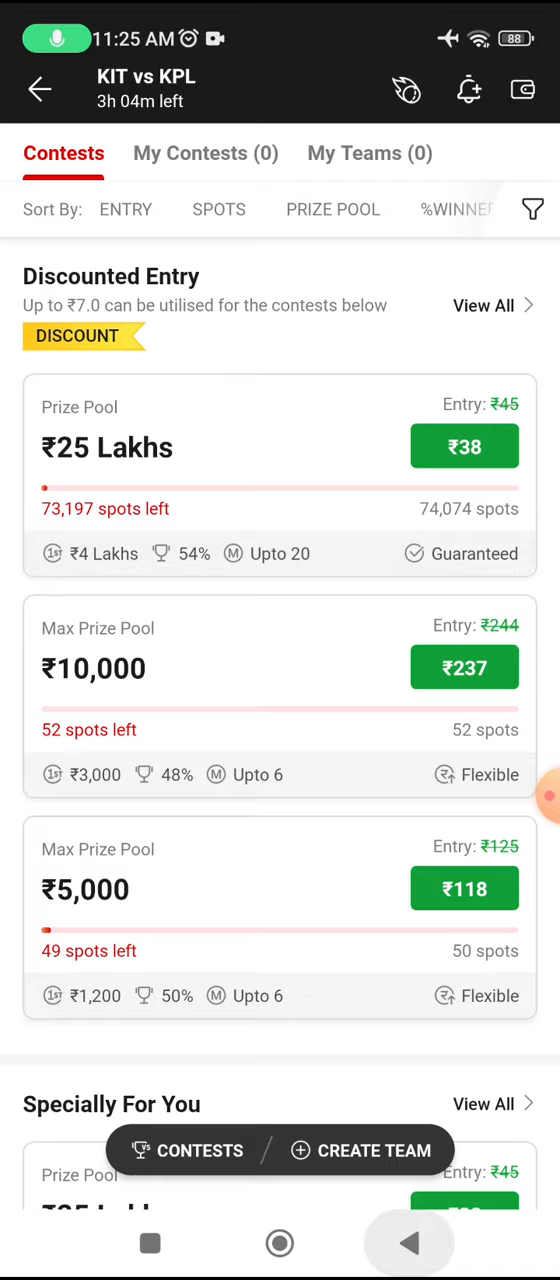 11:25 AM
88
KIT vs KPL
3h 04m left
Contests
My Contests (0)
My Teams (0)
Sort By:
ENTRY
SPOTS
PRIZE POOL
%WINNE
Discounted Entry
Up to ₹7.0 can be utilised for the contests below
View All
DISCOUNT
Prize Pool
Entry: ₹45
₹25 Lakhs
₹38
73,197 spots left
74,074 spots
1st ₹4 Lakhs
54%
M Upto 20
Guaranteed
Max Prize Pool
Entry: ₹244
₹10,000
₹237
52 spots left
52 spots
1st ₹3,000
48%
M Upto 6
Flexible
Max Prize Pool
Entry: ₹125
₹5,000
₹118
49 spots left
50 spots
1st ₹1,200
50%
M Upto 6
Flexible
Specially For You
View All
VS CONTESTS
CREATE TEAM
Prize Pool
Entry: ₹45